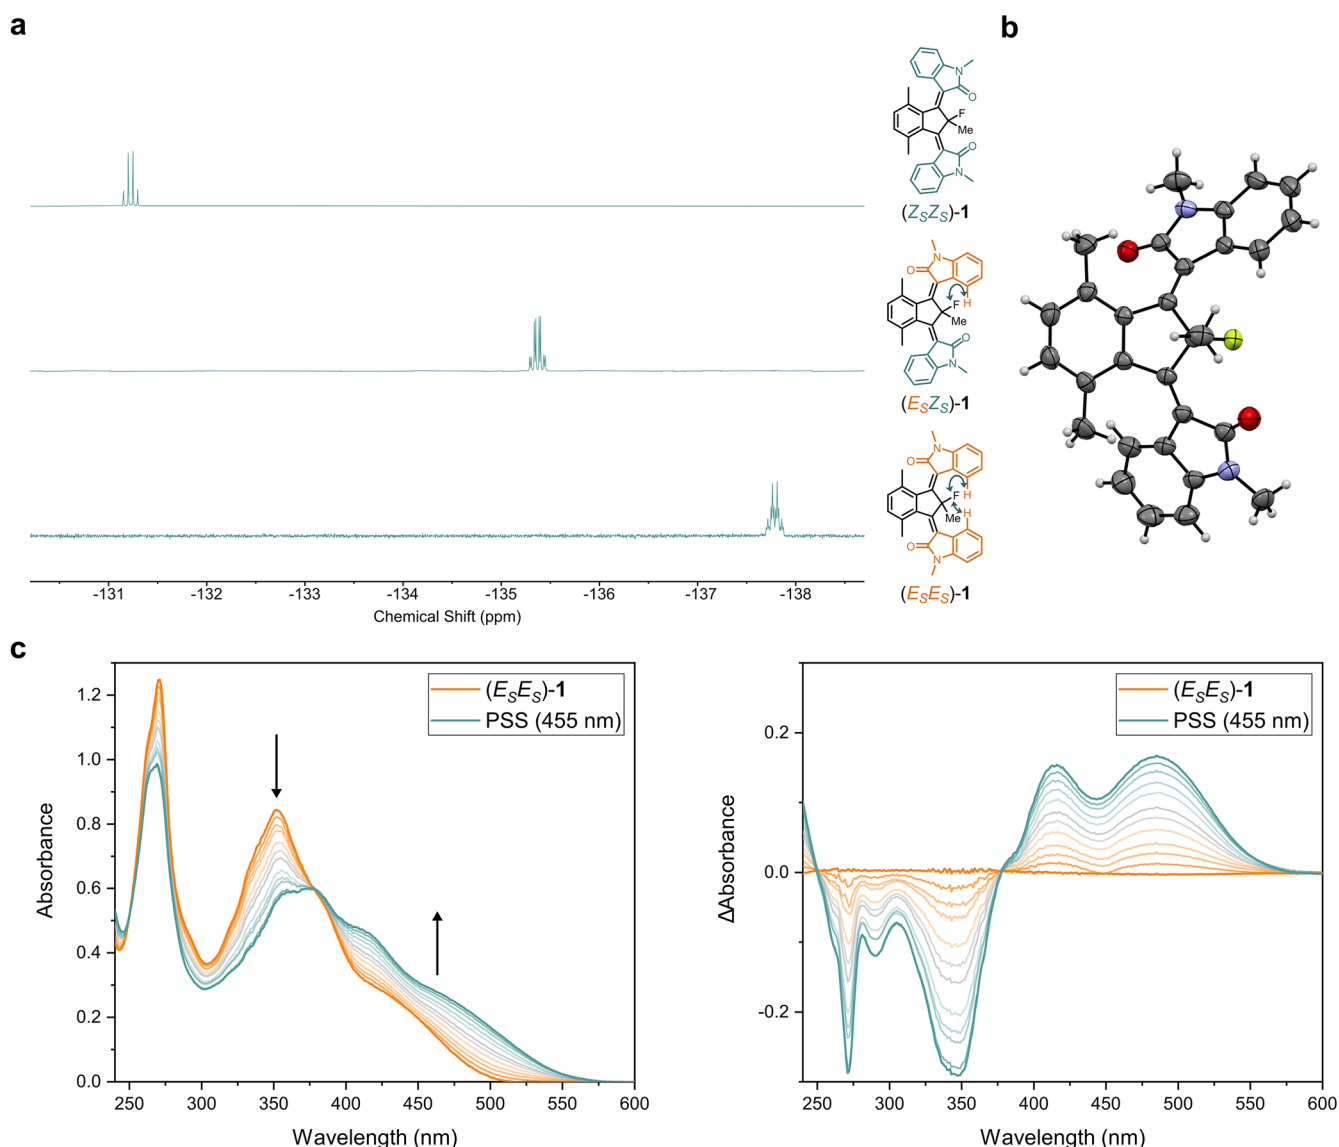 a
b
N
O
F
Me
O
N
(ZSZS)-1
N
O
F H
Me
O
N
(ESZS)-1
N
O
F H
Me H
O
N
(ESES)-1
-131 -132 -133 -134 -135 -136 -137 -138
Chemical Shift (ppm)
c
(ESES)-1
PSS (455 nm)
1.2
1.0
0.8
0.6
0.4
0.2
0.0
Absorbance
250 300 350 400 450 500 550 600
Wavelength (nm)
(ESES)-1
PSS (455 nm)
0.2
0.0
-0.2
ΔAbsorbance
250 300 350 400 450 500 550 600
Wavelength (nm)